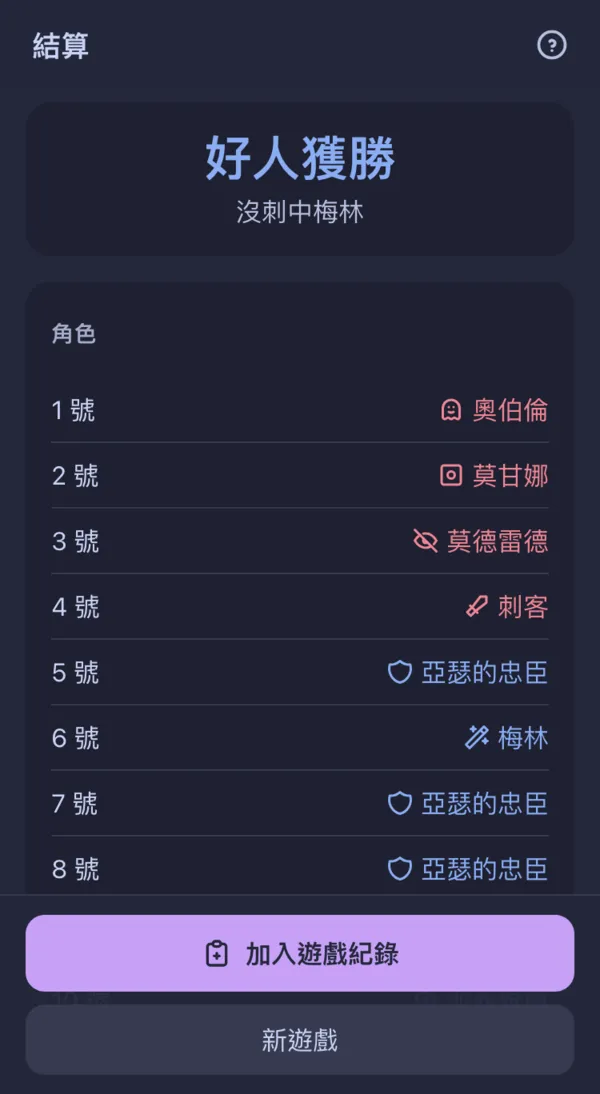 結算
好人獲勝
沒刺中梅林
角色
1 號 奧伯倫
2 號 莫甘娜
3 號 莫德雷德
4 號 刺客
5 號 亞瑟的忠臣
6 號 梅林
7 號 亞瑟的忠臣
8 號 亞瑟的忠臣
加入遊戲紀錄
新遊戲